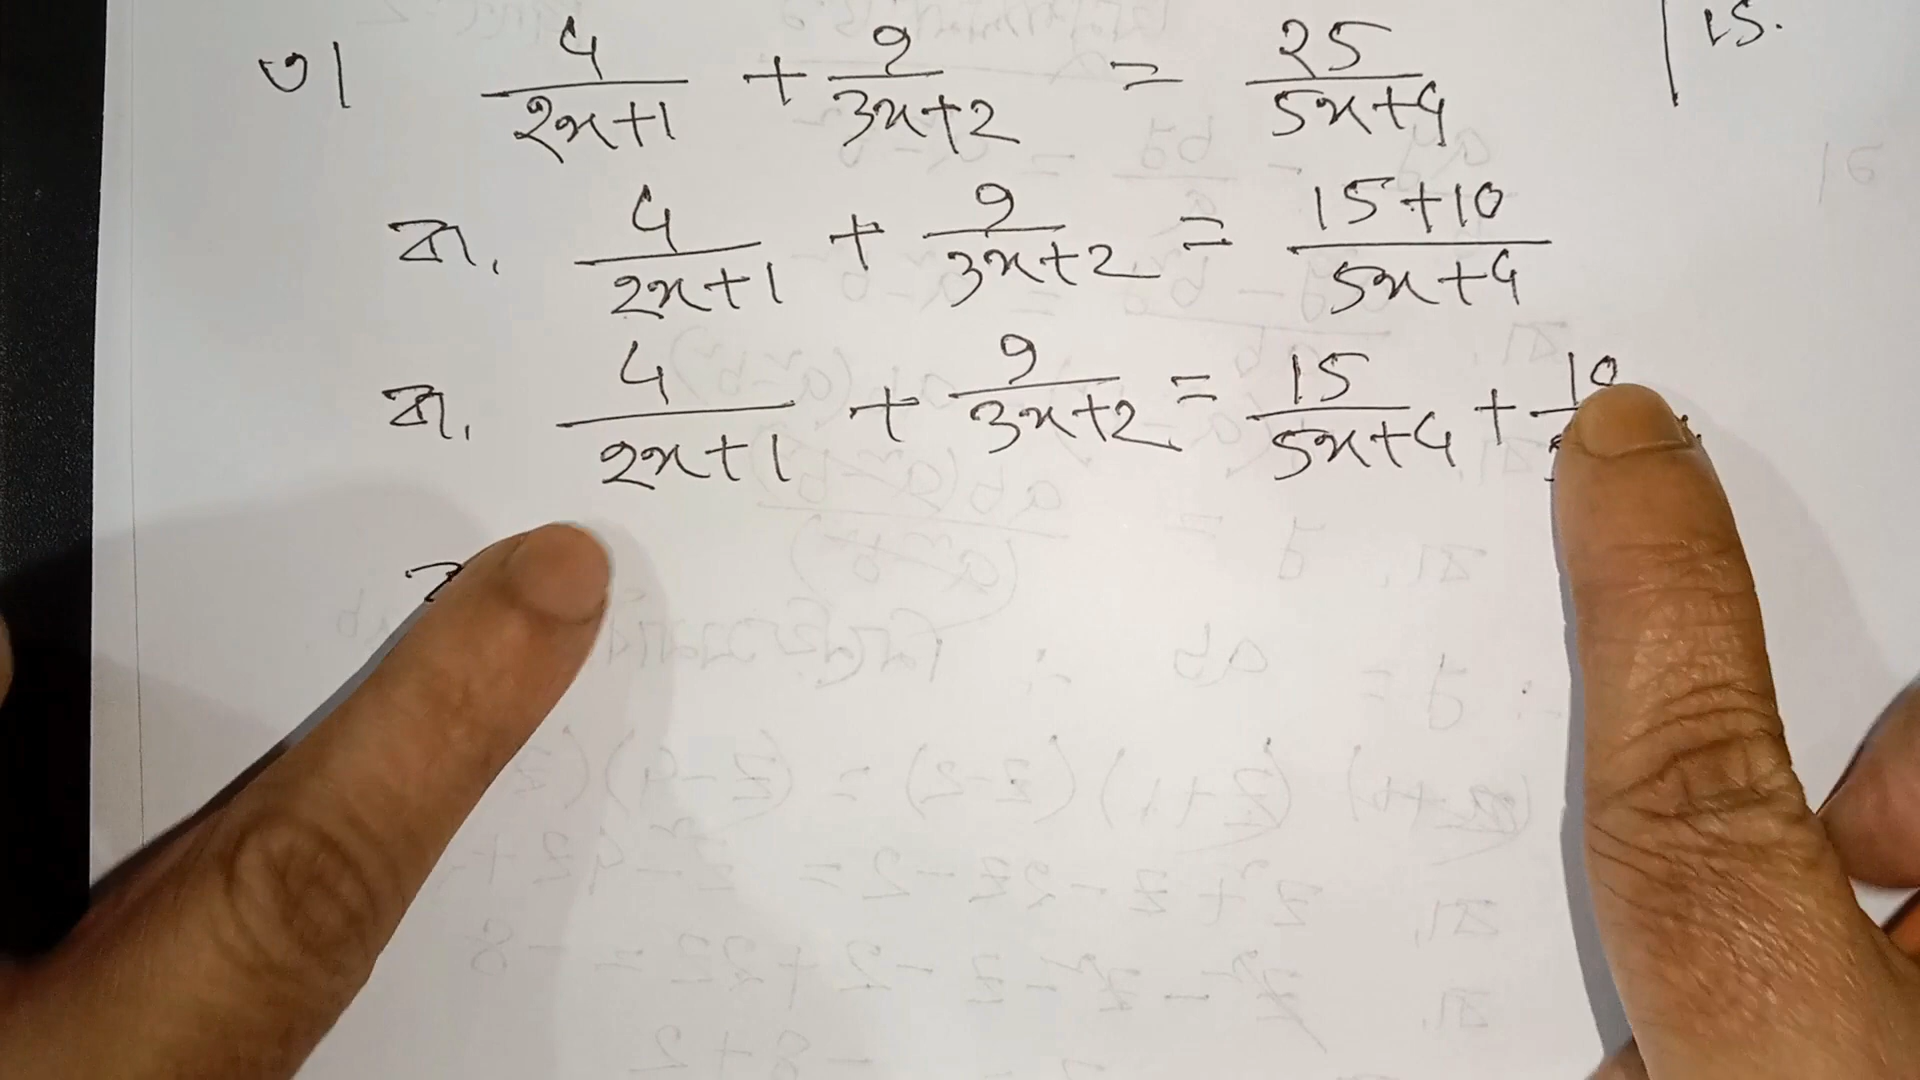 ৩| 4/(2x+1) + 9/(3x+2) = 25/(5x+4) | 15.
বা, 4/(2x+1) + 9/(3x+2) = (15+10)/(5x+4)
বা, 4/(2x+1) + 9/(3x+2) = 15/(5x+4) + 10